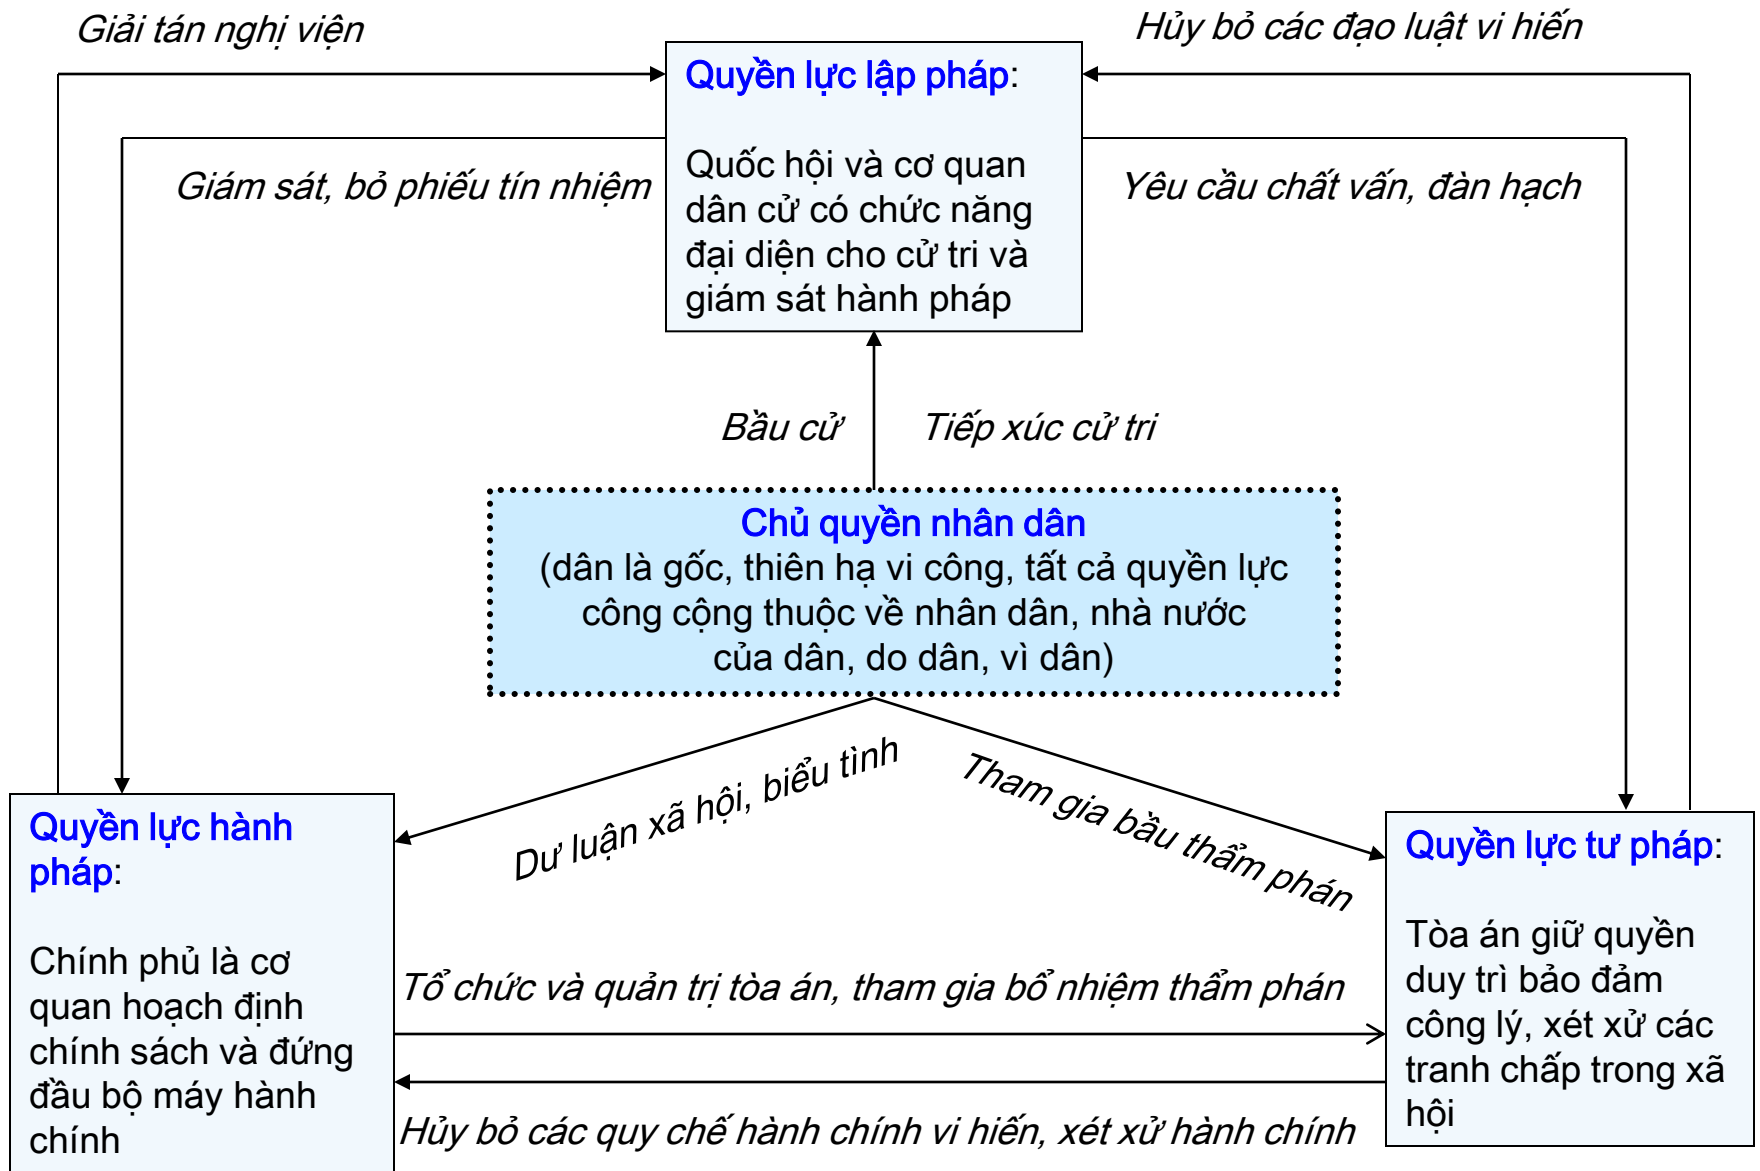 Giải tán nghị viện
Hủy bỏ các đạo luật vi hiến
Quyền lực lập pháp:
Quốc hội và cơ quan
dân cử có chức năng
đại diện cho cử tri và
giám sát hành pháp
Giám sát, bỏ phiếu tín nhiệm
Yêu cầu chất vấn, đàn hạch
Bầu cử
Tiếp xúc cử tri
Chủ quyền nhân dân
(dân là gốc, thiên hạ vi công, tất cả quyền lực
công cộng thuộc về nhân dân, nhà nước
của dân, do dân, vì dân)
Dư luận xã hội, biểu tình
Tham gia bầu thẩm phán
Quyền lực hành
pháp:
Chính phủ là cơ
quan hoạch định
chính sách và đứng
đầu bộ máy hành
chính
Tổ chức và quản trị tòa án, tham gia bổ nhiệm thẩm phán
Hủy bỏ các quy chế hành chính vi hiến, xét xử hành chính
Quyền lực tư pháp:
Tòa án giữ quyền
duy trì bảo đảm
công lý, xét xử các
tranh chấp trong xã
hội